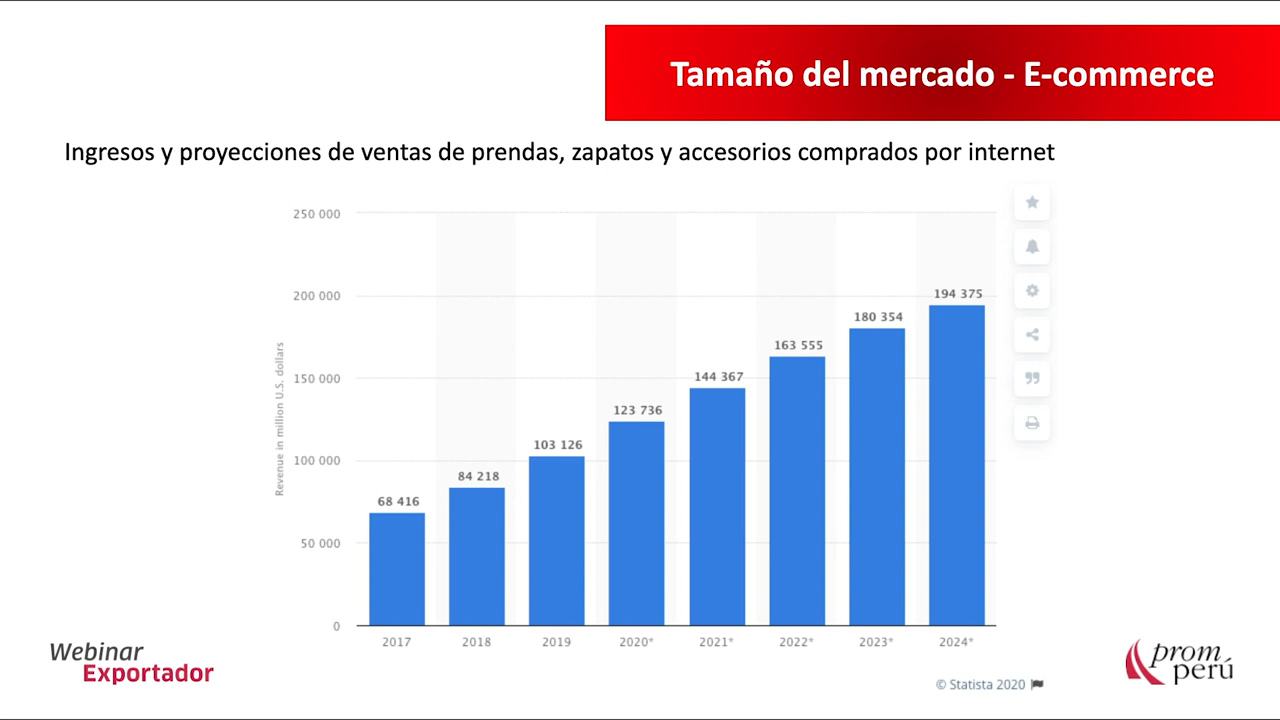 Tamaño del mercado - E-commerce
Ingresos y proyecciones de ventas de prendas, zapatos y accesorios comprados por internet
Revenue in million U.S. dollars
250 000
200 000
150 000
100 000
50 000
0
68 416
84 218
103 126
123 736
144 367
163 555
180 354
194 375
2017
2018
2019
2020*
2021*
2022*
2023*
2024*
© Statista 2020
Webinar
Exportador
prom
perú